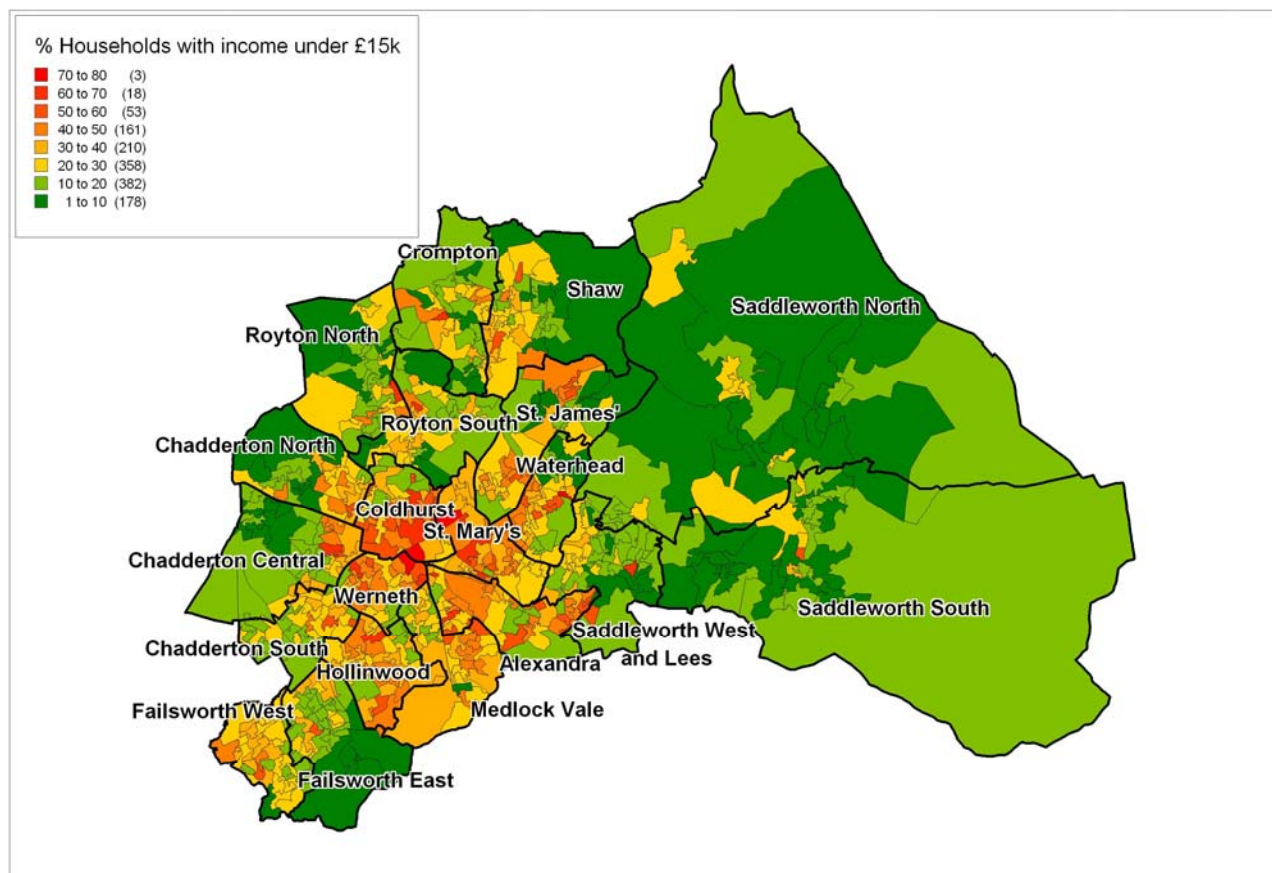 % Households with income under £15k
70 to 80 (3)
60 to 70 (18)
50 to 60 (53)
40 to 50 (161)
30 to 40 (210)
20 to 30 (358)
10 to 20 (382)
1 to 10 (178)
Crompton
Shaw
Saddleworth North
Royton North
St. James'
Royton South
Chadderton North
Waterhead
Coldhurst
St. Mary's
Chadderton Central
Werneth
Saddleworth South
Saddleworth West
and Lees
Chadderton South
Alexandra
Hollinwood
Failsworth West
Medlock Vale
Failsworth East